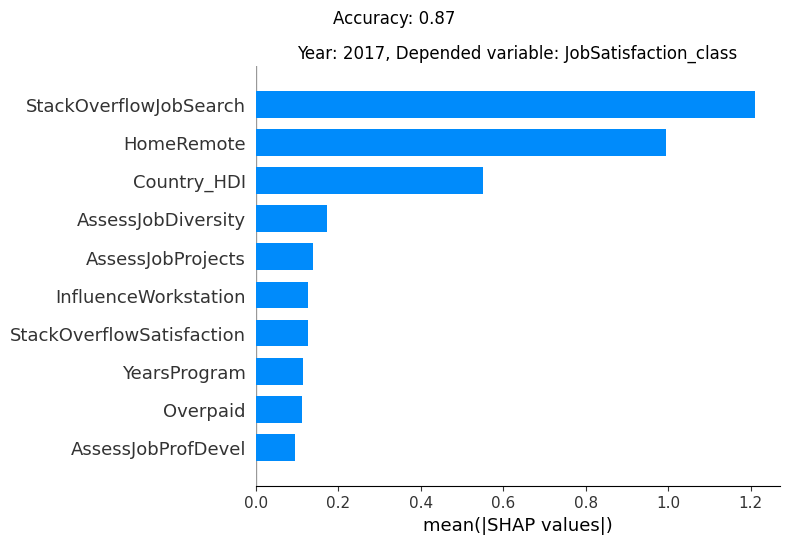 Accuracy: 0.87
Year: 2017, Depended variable: JobSatisfaction_class
StackOverflowJobSearch
HomeRemote
Country_HDI
AssessJobDiversity
AssessJobProjects
InfluenceWorkstation
StackOverflowSatisfaction
YearsProgram
Overpaid
AssessJobProfDevel
0.0 0.2 0.4 0.6 0.8 1.0 1.2
mean(|SHAP values|)